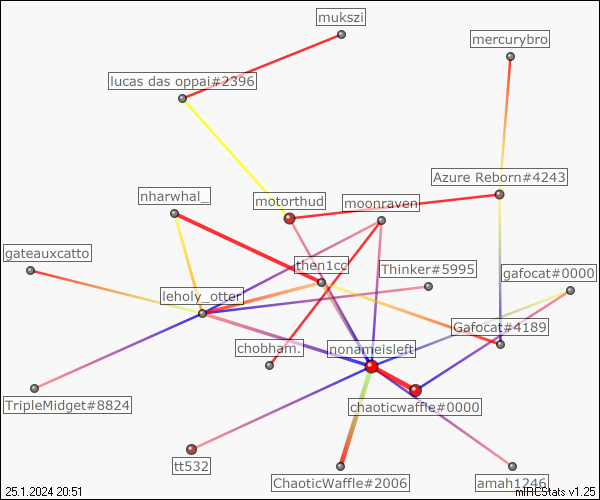 mukszi
mercurybro
lucas das oppai#2396
Azure Reborn#4243
nharwhal_
motorthud
moonraven
gateauxcatto
then1cc
Thinker#5995
gafocat#0000
leholy_otter
Gafocat#4189
chobham.
nonameisleft
TripleMidget#8824
chaoticwaffle#0000
tt532
ChaoticWaffle#2006
amah1246
25.1.2024 20:51
mIRCStats v1.25